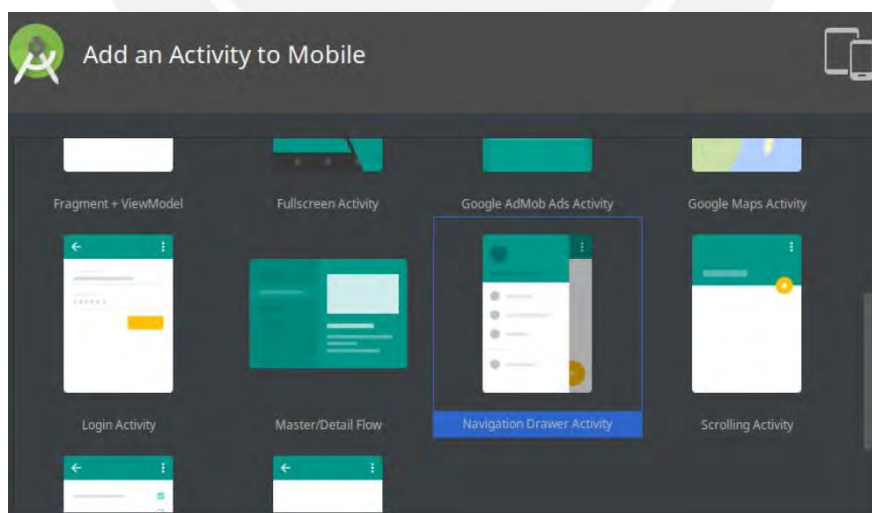 Add an Activity to Mobile
Fragment + ViewModel
Fullscreen Activity
Google AdMob Ads Activity
Google Maps Activity
Login Activity
Master/Detail Flow
Navigation Drawer Activity
Scrolling Activity